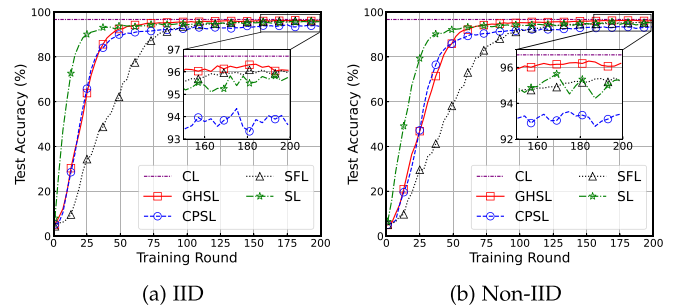 100
80
60
40
20
0
Test Accuracy (%)
97
96
95
94
93
160 180 200
CL
GHSL
CPSL
SFL
SL
0 25 50 75 100 125 150 175 200
Training Round
(a) IID
100
80
60
40
20
0
Test Accuracy (%)
96
94
92
160 180 200
CL
GHSL
CPSL
SFL
SL
0 25 50 75 100 125 150 175 200
Training Round
(b) Non-IID